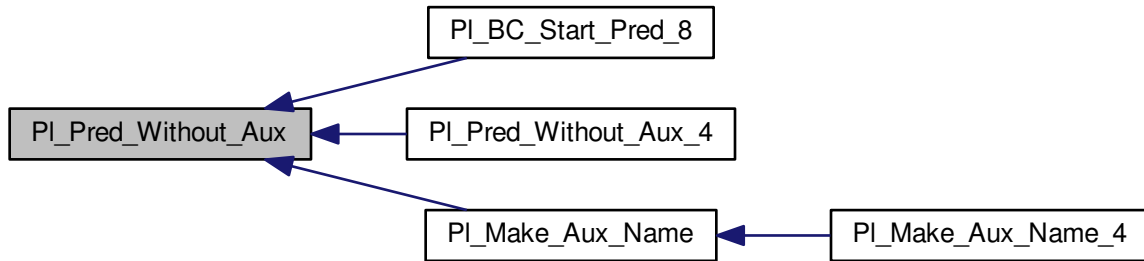 Pl_BC_Start_Pred_8
Pl_Pred_Without_Aux
Pl_Pred_Without_Aux_4
Pl_Make_Aux_Name
Pl_Make_Aux_Name_4